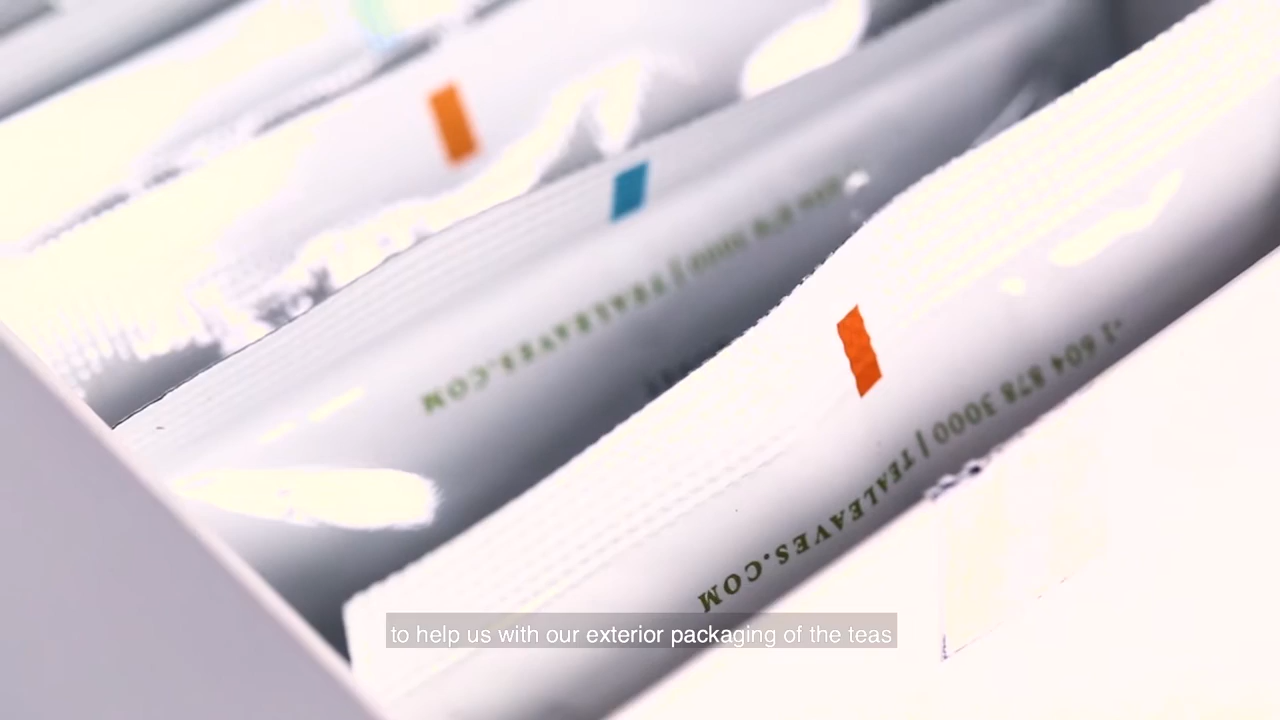 TEALEAVES.COM
+1 604 878 3000 | TEALEAVES.COM
to help us with our exterior packaging of the teas